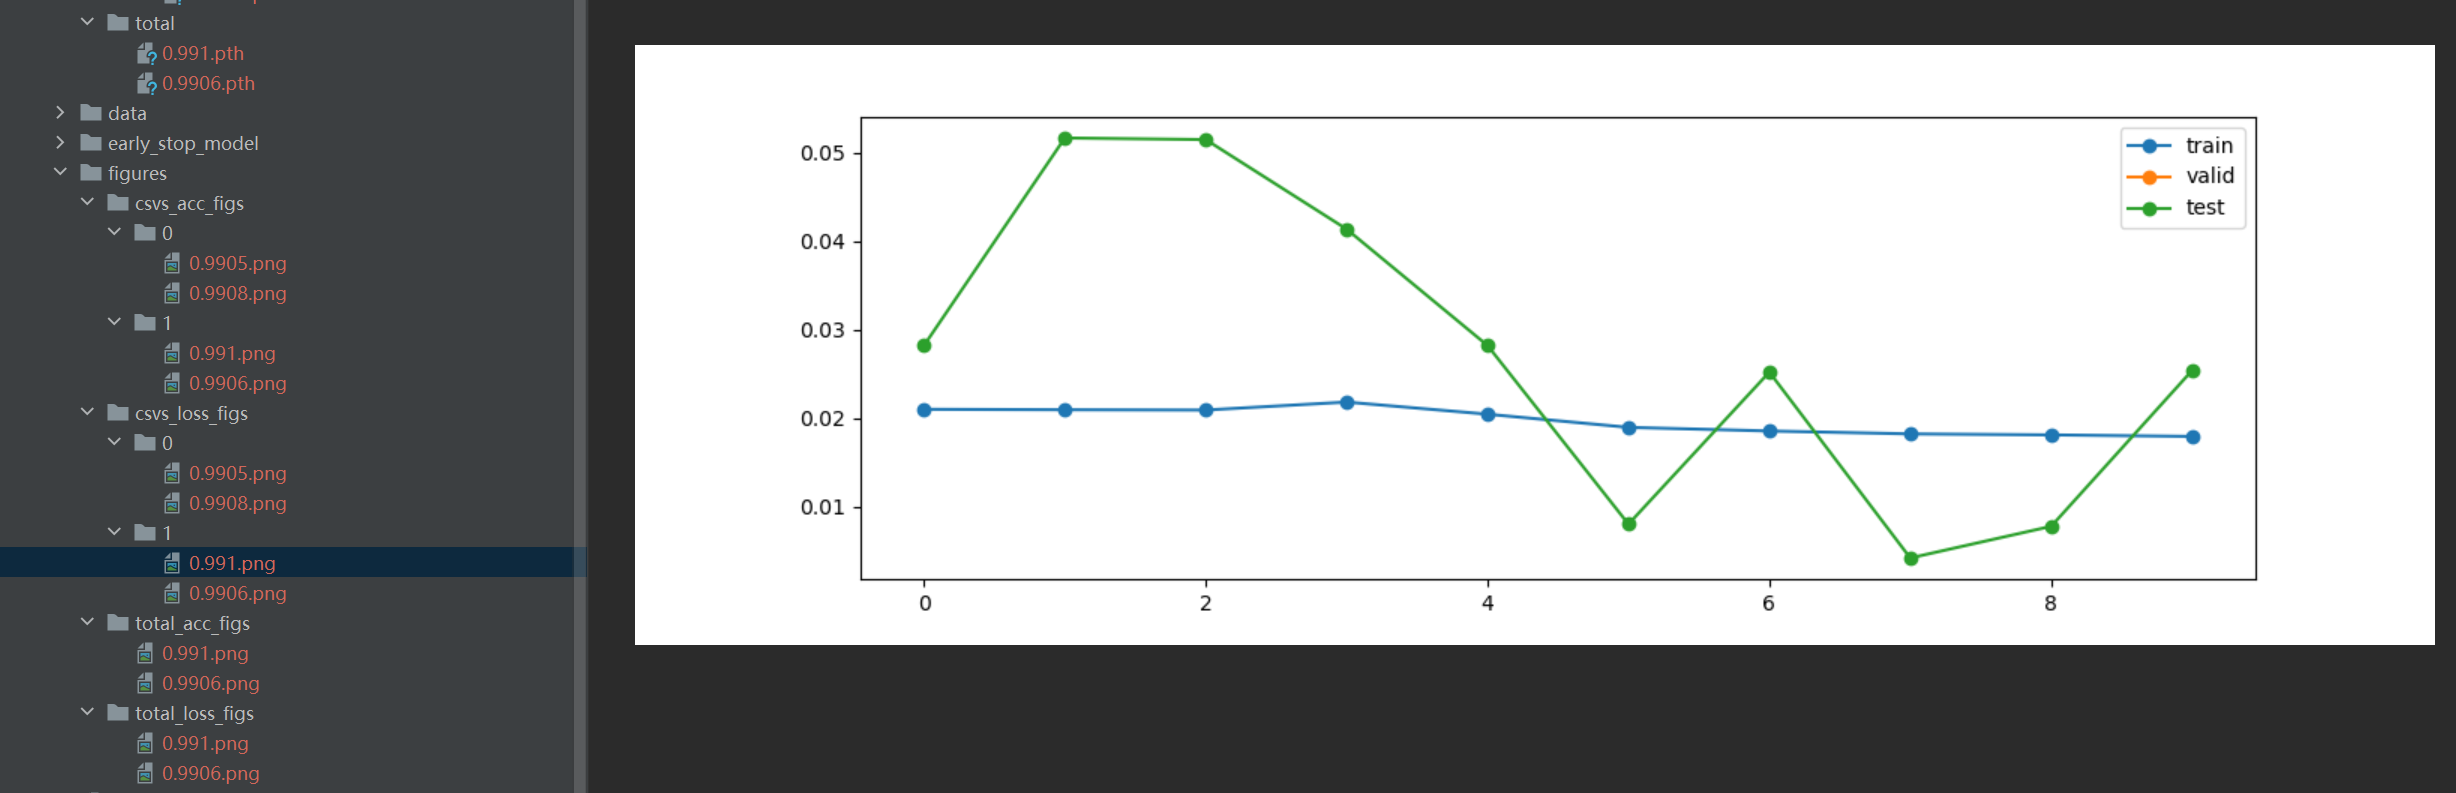 total
0.991.pth
0.9906.pth
data
early_stop_model
figures
csvs_acc_figs
0
0.9905.png
0.9908.png
1
0.991.png
0.9906.png
csvs_loss_figs
0
0.9905.png
0.9908.png
1
0.991.png
0.9906.png
total_acc_figs
0.991.png
0.9906.png
total_loss_figs
0.991.png
0.9906.png
0.05
0.04
0.03
0.02
0.01
0 2 4 6 8
train
valid
test